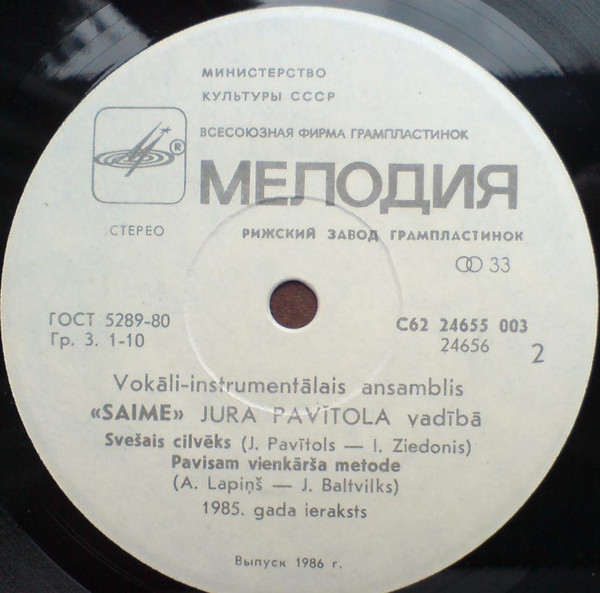 МИНИСТЕРСТВО
КУЛЬТУРЫ СССР
ВСЕСОЮЗНАЯ ФИРМА ГРАМПЛАСТИНОК
®
МЕЛОДИЯ
СТЕРЕО
РИЖСКИЙ ЗАВОД ГРАМПЛАСТИНОК
33
ГОСТ 5289-80
Гр. 3. 1-10
С62 24655 003
24656
2
Vokāli-instrumentālais ansamblis
«SAIME» JURA PAVĪTOLA vadībā
Svešais cilvēks (J. Pavītols — I. Ziedonis)
Pavisam vienkārša metode
(A. Lapiņš — J. Baltvilks)
1985. gada ieraksts
Выпуск 1986 г.